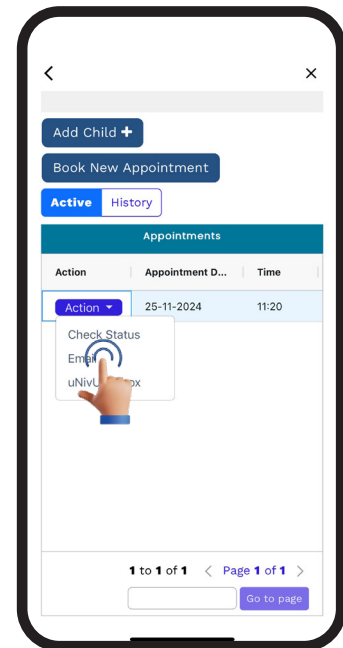 Add Child +
Book New Appointment
Active History
Appointments
Action Appointment D... Time
Action 25-11-2024 11:20
Check Status
Email
1 to 1 of 1 < Page 1 of 1 >
Go to page